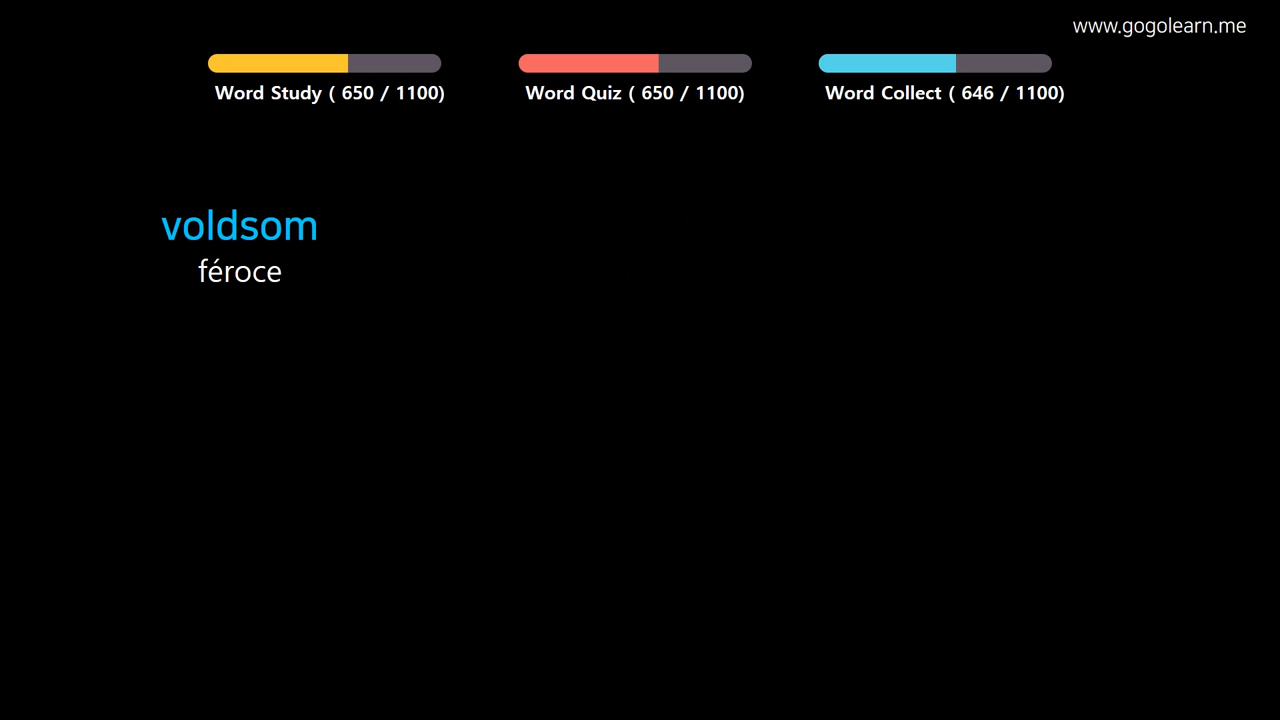 www.gogolearn.me
Word Study ( 650 / 1100)
Word Quiz ( 650 / 1100)
Word Collect ( 646 / 1100)
voldsom
féroce